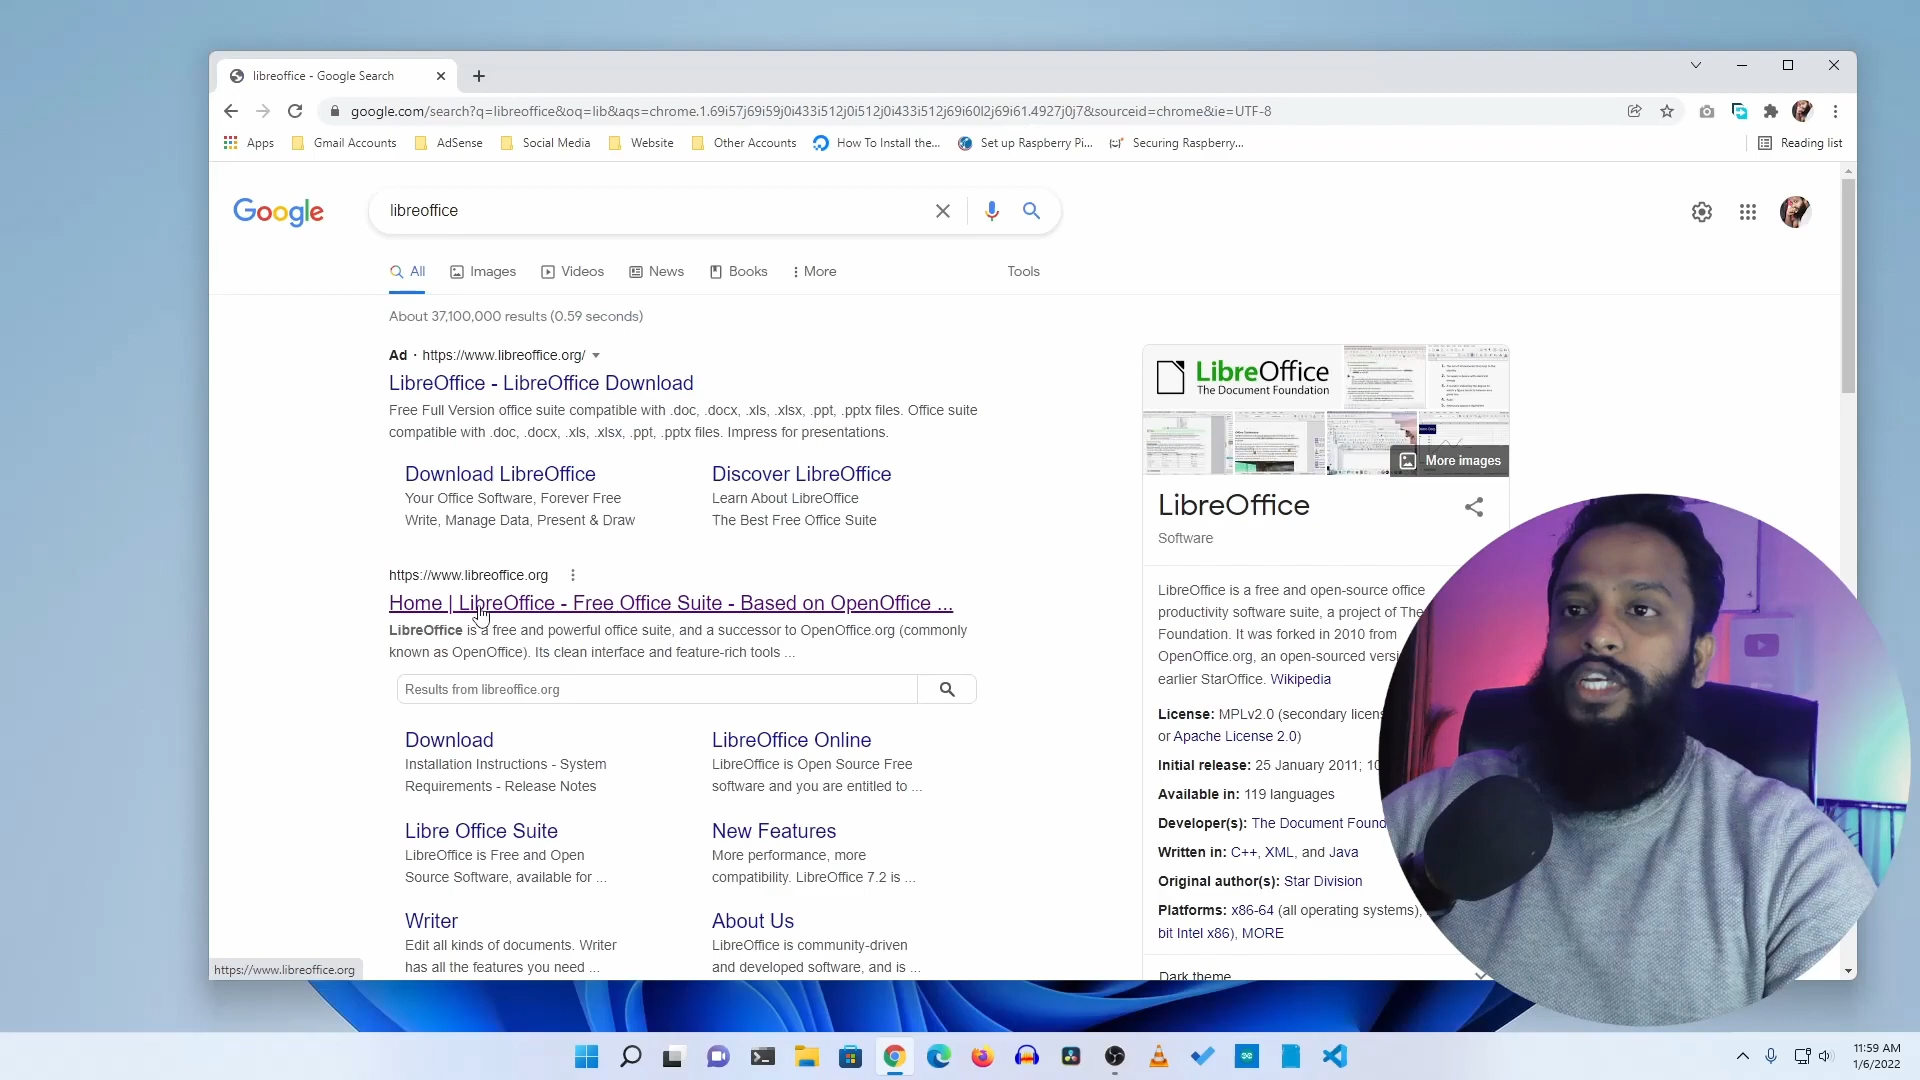 libreoffice - Google Search
google.com/search?q=libreoffice&oq=lib&aqs=chrome.1.69i57j69i59j0i433i512j0i512j0i433i512j69i60l2j69i61.4927j0j7&sourceid=chrome&ie=UTF-8
Apps Gmail Accounts AdSense Social Media Website Other Accounts How To Install the... Set up Raspberry Pi... Securing Raspberry... Reading list
Google libreoffice
All Images Videos News Books More Tools
About 37,100,000 results (0.59 seconds)
Ad · https://www.libreoffice.org/
LibreOffice - LibreOffice Download
Free Full Version office suite compatible with .doc, .docx, .xls, .xlsx, .ppt, .pptx files. Office suite
compatible with .doc, .docx, .xls, .xlsx, .ppt, .pptx files. Impress for presentations.
Download LibreOffice
Your Office Software, Forever Free
Write, Manage Data, Present & Draw
Discover LibreOffice
Learn About LibreOffice
The Best Free Office Suite
https://www.libreoffice.org
Home | LibreOffice - Free Office Suite - Based on OpenOffice ...
LibreOffice is a free and powerful office suite, and a successor to OpenOffice.org (commonly
known as OpenOffice). Its clean interface and feature-rich tools ...
Results from libreoffice.org
Download
Installation Instructions - System
Requirements - Release Notes
LibreOffice Online
LibreOffice is Open Source Free
software and you are entitled to ...
Libre Office Suite
LibreOffice is Free and Open
Source Software, available for ...
New Features
More performance, more
compatibility. LibreOffice 7.2 is ...
Writer
Edit all kinds of documents. Writer
has all the features you need ...
About Us
LibreOffice is community-driven
and developed software, and is ...
LibreOffice
The Document Foundation
More images
LibreOffice
Software
LibreOffice is a free and open-source office
productivity software suite, a project of The
Foundation. It was forked in 2010 from
OpenOffice.org, an open-sourced versi
earlier StarOffice. Wikipedia
License: MPLv2.0 (secondary licens
or Apache License 2.0)
Initial release: 25 January 2011; 10
Available in: 119 languages
Developer(s): The Document Found
Written in: C++, XML, and Java
Original author(s): Star Division
Platforms: x86-64 (all operating systems),
bit Intel x86), MORE
Dark theme
https://www.libreoffice.org
11:59 AM
1/6/2022